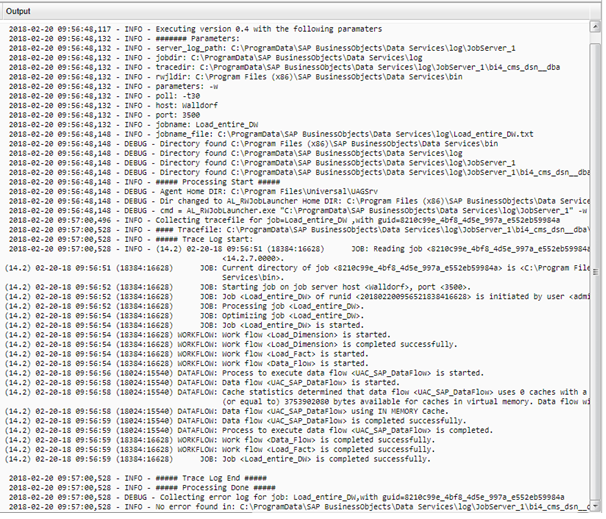 Output
2018-02-20 09:56:48,117 - INFO - Executing version 0.4 with the following paramaters
2018-02-20 09:56:48,132 - INFO - ####### Parameters:
2018-02-20 09:56:48,132 - INFO - server_log_path: C:\ProgramData\SAP BusinessObjects\Data Services\log\JobServer_1
2018-02-20 09:56:48,132 - INFO - jobdir: C:\ProgramData\SAP BusinessObjects\Data Services\log
2018-02-20 09:56:48,132 - INFO - tracedir: C:\ProgramData\SAP BusinessObjects\Data Services\log\JobServer_1\bi4_cms_dsn__dba
2018-02-20 09:56:48,132 - INFO - rwjldir: C:\Program Files (x86)\SAP BusinessObjects\Data Services\bin
2018-02-20 09:56:48,132 - INFO - parameters: -w
2018-02-20 09:56:48,132 - INFO - poll: -t30
2018-02-20 09:56:48,132 - INFO - host: Walldorf
2018-02-20 09:56:48,132 - INFO - port: 3500
2018-02-20 09:56:48,148 - INFO - jobname: Load_entire_DW
2018-02-20 09:56:48,148 - INFO - jobname_file: C:\ProgramData\SAP BusinessObjects\Data Services\log\Load_entire_DW.txt
2018-02-20 09:56:48,148 - DEBUG - Directory found C:\Program Files (x86)\SAP BusinessObjects\Data Services\bin
2018-02-20 09:56:48,148 - DEBUG - Directory found C:\ProgramData\SAP BusinessObjects\Data Services\log
2018-02-20 09:56:48,148 - DEBUG - Directory found C:\ProgramData\SAP BusinessObjects\Data Services\log\JobServer_1
2018-02-20 09:56:48,148 - DEBUG - Directory found C:\ProgramData\SAP BusinessObjects\Data Services\log\JobServer_1\bi4_cms_dsn__db
2018-02-20 09:56:48,148 - INFO - ##### Processing Start #####
2018-02-20 09:56:48,148 - DEBUG - Agent Home DIR: C:\Program Files\Universal\UAGSrv
2018-02-20 09:56:48,148 - DEBUG - Dir changed to AL_RWJobLauncher Home DIR: C:\Program Files (x86)\SAP BusinessObjects\Data Service
2018-02-20 09:56:48,148 - DEBUG - cmd = AL_RWJobLauncher.exe "C:\ProgramData\SAP BusinessObjects\Data Services\log\JobServer_1" -w
2018-02-20 09:57:00,496 - INFO - Collecting tracefile for job=Load_entire_DW ,with guid=8210c99e_4bf8_4d5e_997a_e552eb59984a
2018-02-20 09:57:00,528 - INFO - #### Tracefile: C:\ProgramData\SAP BusinessObjects\Data Services\log\JobServer_1\bi4_cms_dsn__dba\
2018-02-20 09:57:00,528 - INFO - ##### Trace Log start:
2018-02-20 09:57:00,528 - INFO - (14.2) 02-20-18 09:56:51 (18384:16628) JOB: Reading job <8210c99e_4bf8_4d5e_997a_e552eb59984a
<14.2.7.0000>.
(14.2) 02-20-18 09:56:51 (18384:16628) JOB: Current directory of job <8210c99e_4bf8_4d5e_997a_e552eb59984a> is <C:\Program File
Services\bin>.
(14.2) 02-20-18 09:56:52 (18384:16628) JOB: Starting job on job server host <Walldorf>, port <3500>.
(14.2) 02-20-18 09:56:52 (18384:16628) JOB: Job <Load_entire_DW> of runid <201802200956521838416628> is initiated by user <admi
(14.2) 02-20-18 09:56:52 (18384:16628) JOB: Processing job <Load_entire_DW>.
(14.2) 02-20-18 09:56:54 (18384:16628) JOB: Optimizing job <Load_entire_DW>.
(14.2) 02-20-18 09:56:54 (18384:16628) JOB: Job <Load_entire_DW> is started.
(14.2) 02-20-18 09:56:54 (18384:16628) WORKFLOW: Work flow <Load_Dimension> is started.
(14.2) 02-20-18 09:56:54 (18384:16628) WORKFLOW: Work flow <Load_Dimension> is completed successfully.
(14.2) 02-20-18 09:56:54 (18384:16628) WORKFLOW: Work flow <Load_Fact> is started.
(14.2) 02-20-18 09:56:54 (18384:16628) WORKFLOW: Work flow <Data_Flow> is started.
(14.2) 02-20-18 09:56:56 (18024:15540) DATAFLOW: Process to execute data flow <UAC_SAP_DataFlow> is started.
(14.2) 02-20-18 09:56:58 (18024:15540) DATAFLOW: Data flow <UAC_SAP_DataFlow> is started.
(14.2) 02-20-18 09:56:58 (18024:15540) DATAFLOW: Cache statistics determined that data flow <UAC_SAP_DataFlow> uses 0 caches with a
(or equal to) 3753902080 bytes available for caches in virtual memory. Data flow wi
(14.2) 02-20-18 09:56:58 (18024:15540) DATAFLOW: Data flow <UAC_SAP_DataFlow> using IN MEMORY Cache.
(14.2) 02-20-18 09:56:59 (18024:15540) DATAFLOW: Data flow <UAC_SAP_DataFlow> is completed successfully.
(14.2) 02-20-18 09:56:59 (18024:15540) DATAFLOW: Process to execute data flow <UAC_SAP_DataFlow> is completed.
(14.2) 02-20-18 09:56:59 (18384:16628) WORKFLOW: Work flow <Data_Flow> is completed successfully.
(14.2) 02-20-18 09:56:59 (18384:16628) WORKFLOW: Work flow <Load_Fact> is completed successfully.
(14.2) 02-20-18 09:56:59 (18384:16628) JOB: Job <Load_entire_DW> is completed successfully.
2018-02-20 09:57:00,528 - INFO - ##### Trace Log End #####
2018-02-20 09:57:00,528 - INFO - ##### Processing Done #####
2018-02-20 09:57:00,528 - DEBUG - Collecting error log for job: Load_entire_DW,with guid=8210c99e_4bf8_4d5e_997a_e552eb59984a
2018-02-20 09:57:00,528 - INFO - No error found in: C:\ProgramData\SAP BusinessObjects\Data Services\log\JobServer_1\bi4_cms_dsn__d